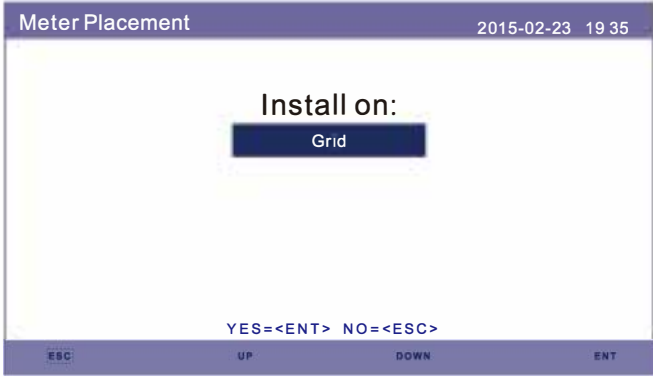 Meter Placement 2015-02-23 19 35
Install on:
Grid
YES=<ENT> NO=<ESC>
ESC UP DOWN ENT